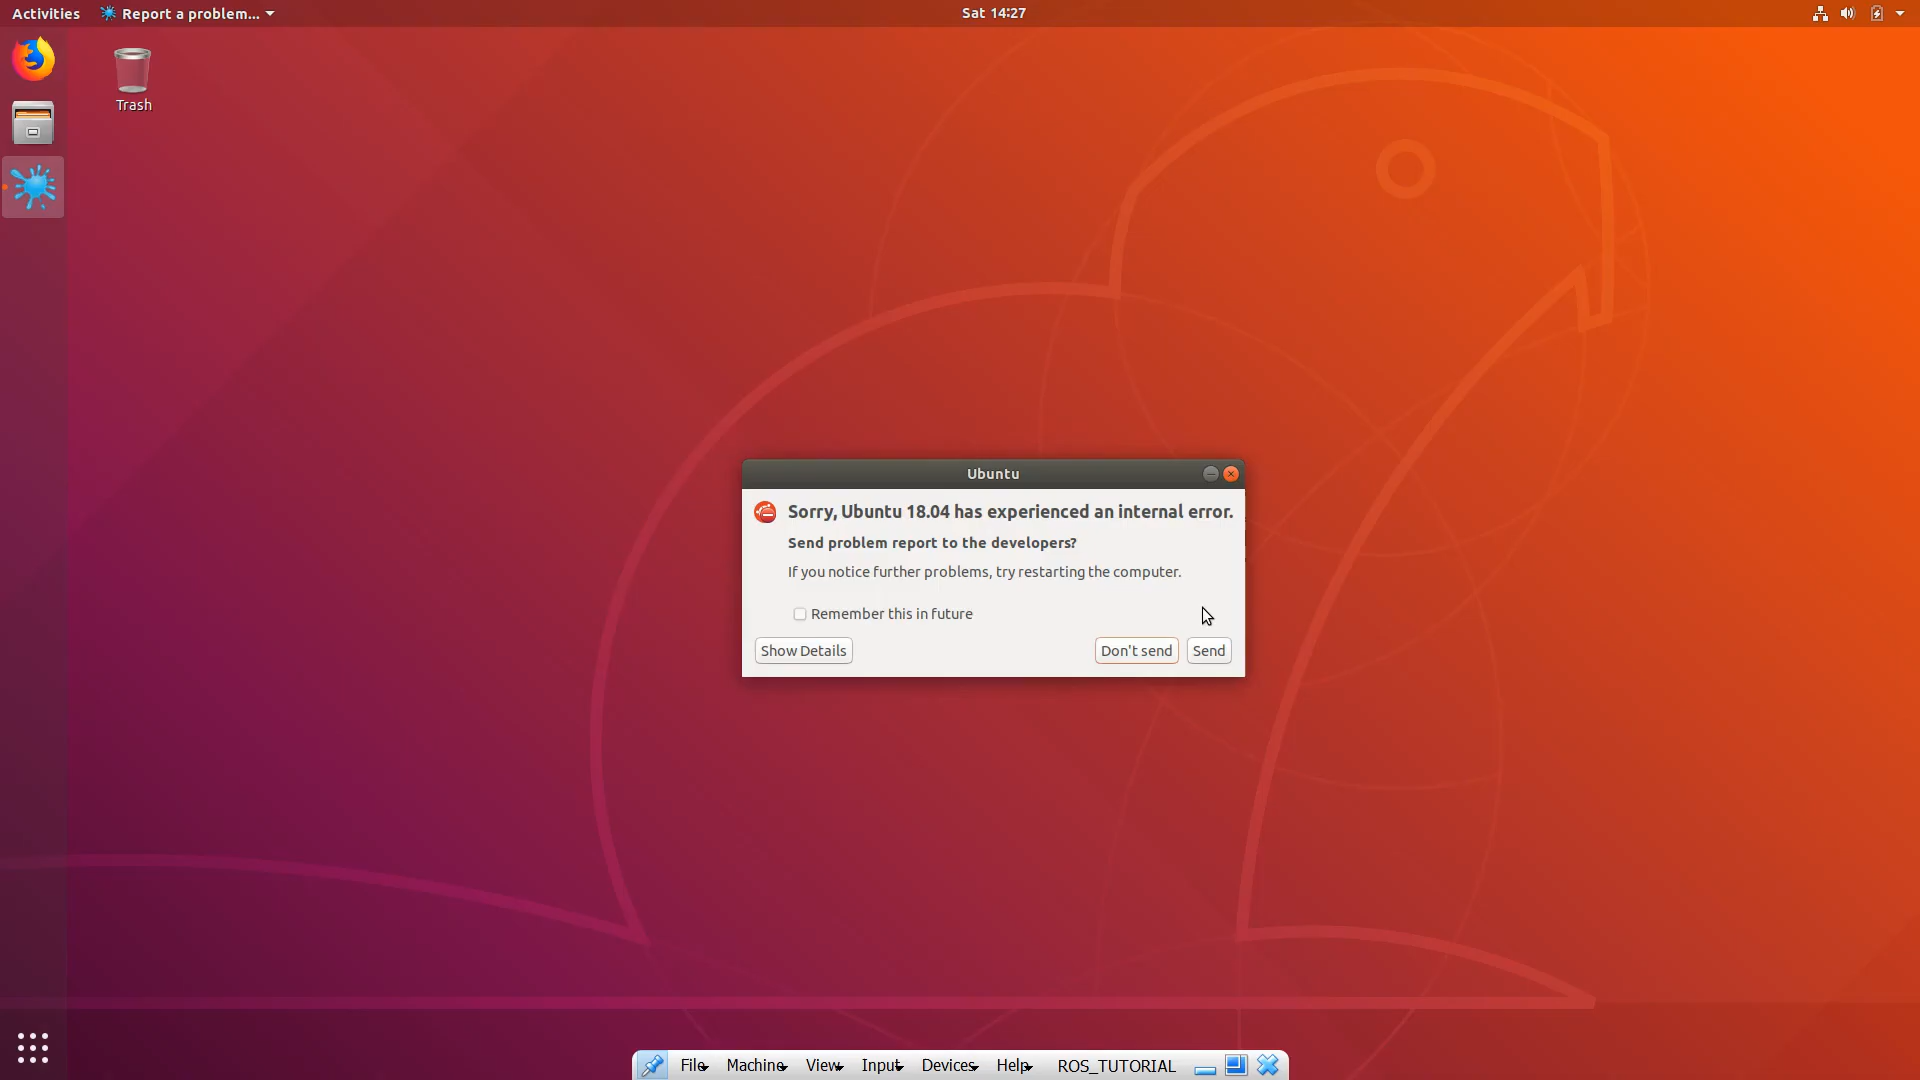 Activities
Report a problem...
Sat 14:27
Trash
Ubuntu
Sorry, Ubuntu 18.04 has experienced an internal error.
Send problem report to the developers?
If you notice further problems, try restarting the computer.
Remember this in future
Show Details
Don't send
Send
File
Machine
View
Input
Devices
Help
ROS_TUTORIAL